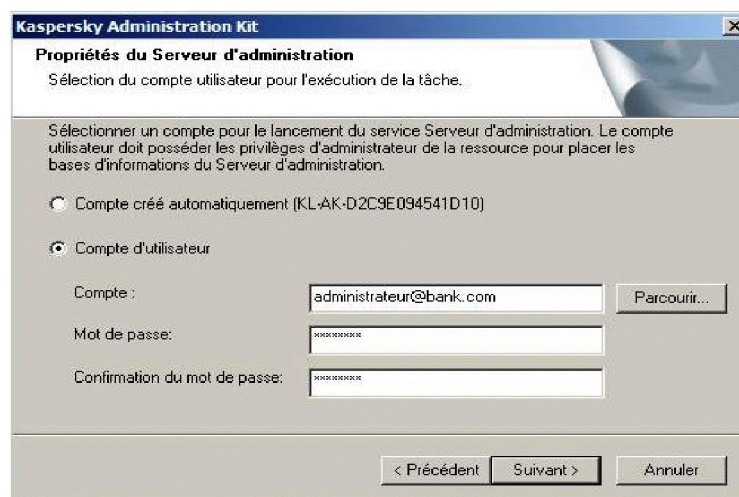 Kaspersky Administration Kit
Propriétés du Serveur d'administration
Sélection du compte utilisateur pour l'exécution de la tâche.
Sélectionner un compte pour le lancement du service Serveur d'administration. Le compte
utilisateur doit posséder les privilèges d'administrateur de la ressource pour placer les
bases d'informations du Serveur d'administration.
Compte créé automatiquement (KL-AK-D2C9E094541D10)
Compte d'utilisateur
Compte :
administrateur@bank.com
Parcourir...
Mot de passe:
xxxxxxxx
Confirmation du mot de passe:
xxxxxxxx
< Précédent
Suivant >
Annuler